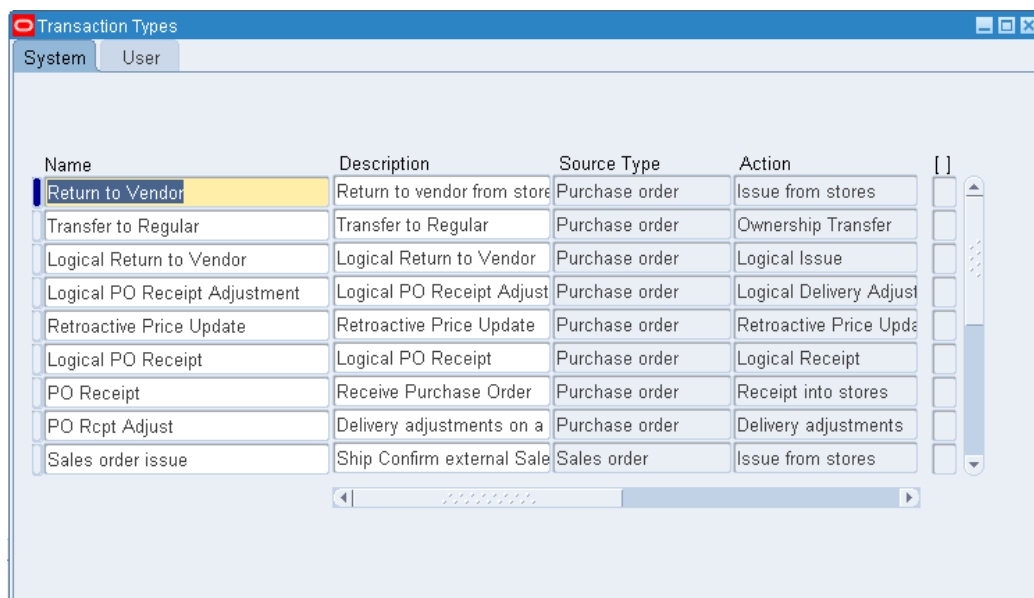 Transaction Types
System User
Name Description Source Type Action [ ]
Return to Vendor Return to vendor from store Purchase order Issue from stores
Transfer to Regular Transfer to Regular Purchase order Ownership Transfer
Logical Return to Vendor Logical Return to Vendor Purchase order Logical Issue
Logical PO Receipt Adjustment Logical PO Receipt Adjust Purchase order Logical Delivery Adjust
Retroactive Price Update Retroactive Price Update Purchase order Retroactive Price Upda
Logical PO Receipt Logical PO Receipt Purchase order Logical Receipt
PO Receipt Receive Purchase Order Purchase order Receipt into stores
PO Rcpt Adjust Delivery adjustments on a Purchase order Delivery adjustments
Sales order issue Ship Confirm external Sale Sales order Issue from stores